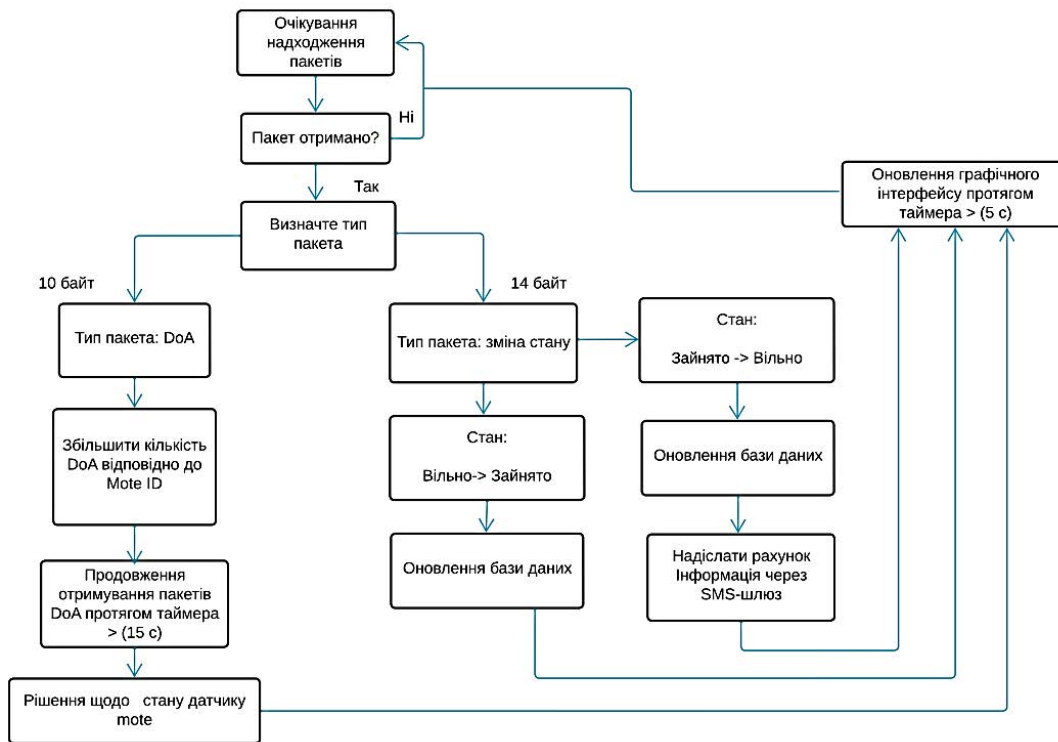 Очікування
надходження
пакетів
Ні
Пакет отримано?
Так
Оновлення графічного
інтерфейсу протягом
таймера > (5 с)
Визначте тип
пакета
10 байт
14 байт
Тип пакета: DoA
Тип пакета: зміна стану
Стан:
Зайнято -> Вільно
Збільшити кількість
DoA відповідно до
Mote ID
Стан:
Вільно-> Зайнято
Оновлення бази даних
Продовження
отримування пакетів
DoA протягом таймера
> (15 с)
Оновлення бази даних
Надіслати рахунок
Інформація через
SMS-шлюз
Рішення щодо стану датчику
mote